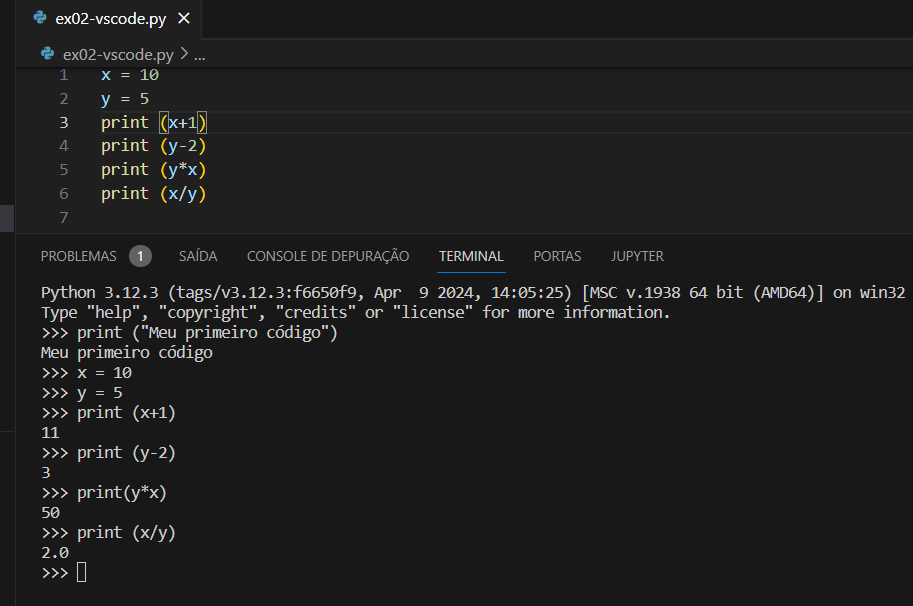 ex02-vscode.py ×
ex02-vscode.py > ...
1 x = 10
2 y = 5
3 print (x+1)
4 print (y-2)
5 print (y*x)
6 print (x/y)
7
PROBLEMAS 1 SAÍDA CONSOLE DE DEPURAÇÃO TERMINAL PORTAS JUPYTER
Python 3.12.3 (tags/v3.12.3:f6650f9, Apr  9 2024, 14:05:25) [MSC v.1938 64 bit (AMD64)] on win32
Type "help", "copyright", "credits" or "license" for more information.
>>> print ("Meu primeiro código")
Meu primeiro código
>>> x = 10
>>> y = 5
>>> print (x+1)
11
>>> print (y-2)
3
>>> print(y*x)
50
>>> print (x/y)
2.0
>>>